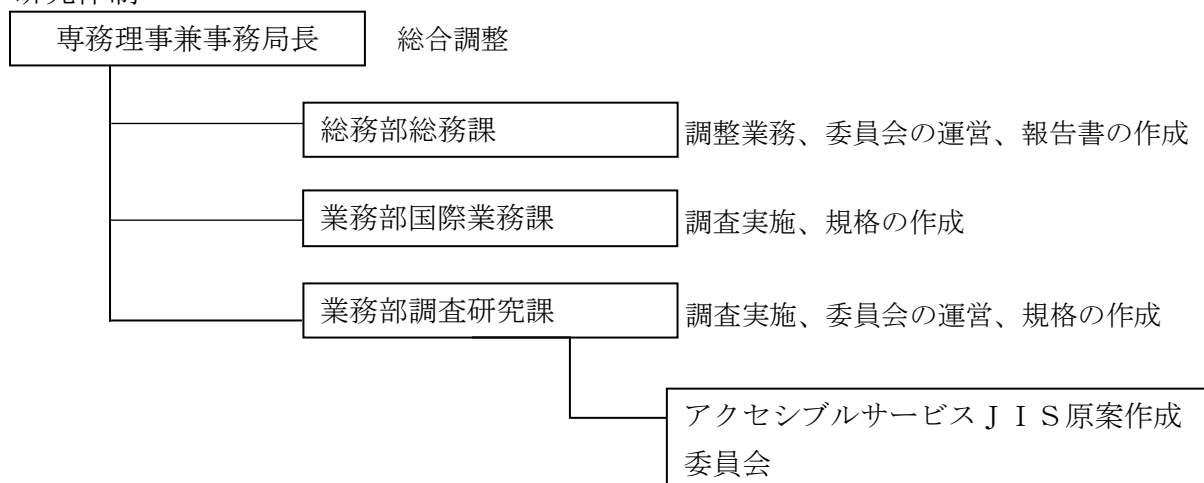 専務理事兼事務局長 総合調整
総務部総務課 調整業務、委員会の運営、報告書の作成
業務部国際業務課 調査実施、規格の作成
業務部調査研究課 調査実施、委員会の運営、規格の作成
アクセシブルサービスＪＩＳ原案作成
委員会